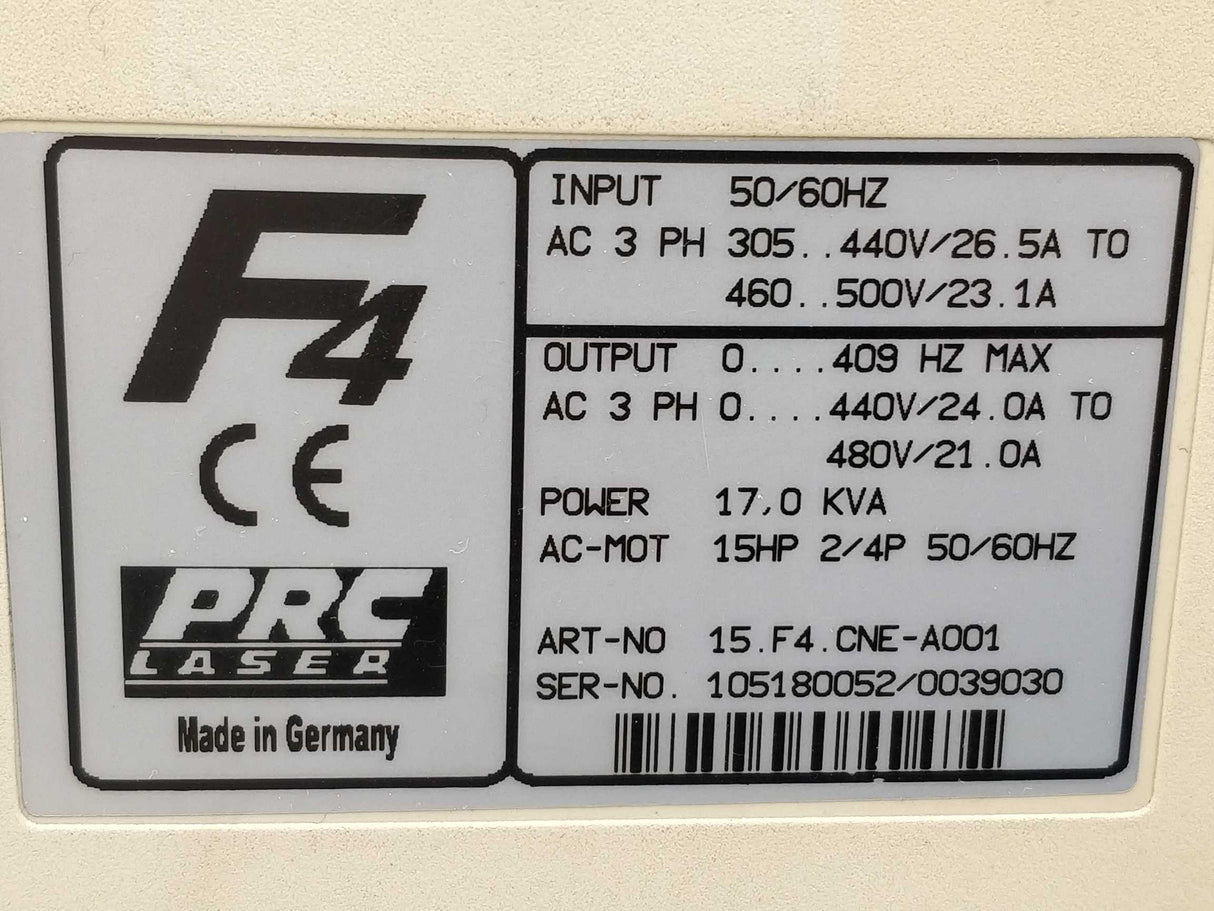 F4
CE
PRC
LASER
Made in Germany
INPUT 50/60HZ
AC 3 PH 305..440V/26.5A TO
460..500V/23.1A
OUTPUT 0....409 HZ MAX
AC 3 PH 0....440V/24.0A TO
480V/21.0A
POWER 17,0 KVA
AC-MOT 15HP 2/4P 50/60HZ
ART-NO 15.F4.CNE-A001
SER-NO. 105180052/0039030